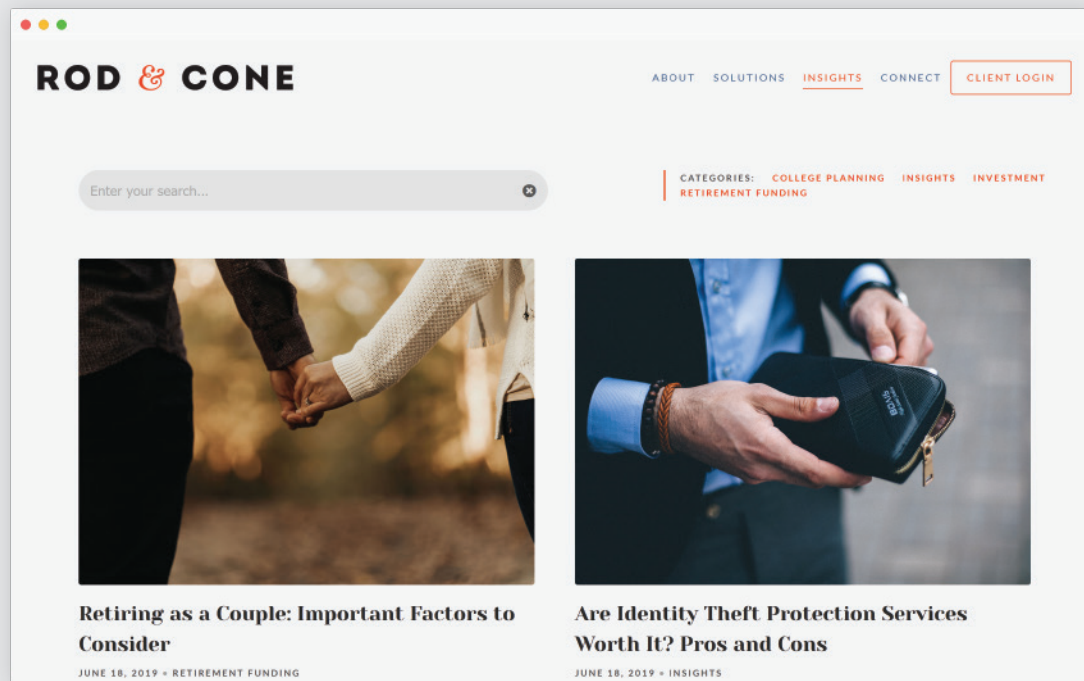 ROD & CONE
ABOUT SOLUTIONS INSIGHTS CONNECT CLIENT LOGIN
Enter your search...
CATEGORIES: COLLEGE PLANNING INSIGHTS INVESTMENT
RETIREMENT FUNDING
Retiring as a Couple: Important Factors to
Consider
JUNE 18, 2019 • RETIREMENT FUNDING
Are Identity Theft Protection Services
Worth It? Pros and Cons
JUNE 18, 2019 • INSIGHTS